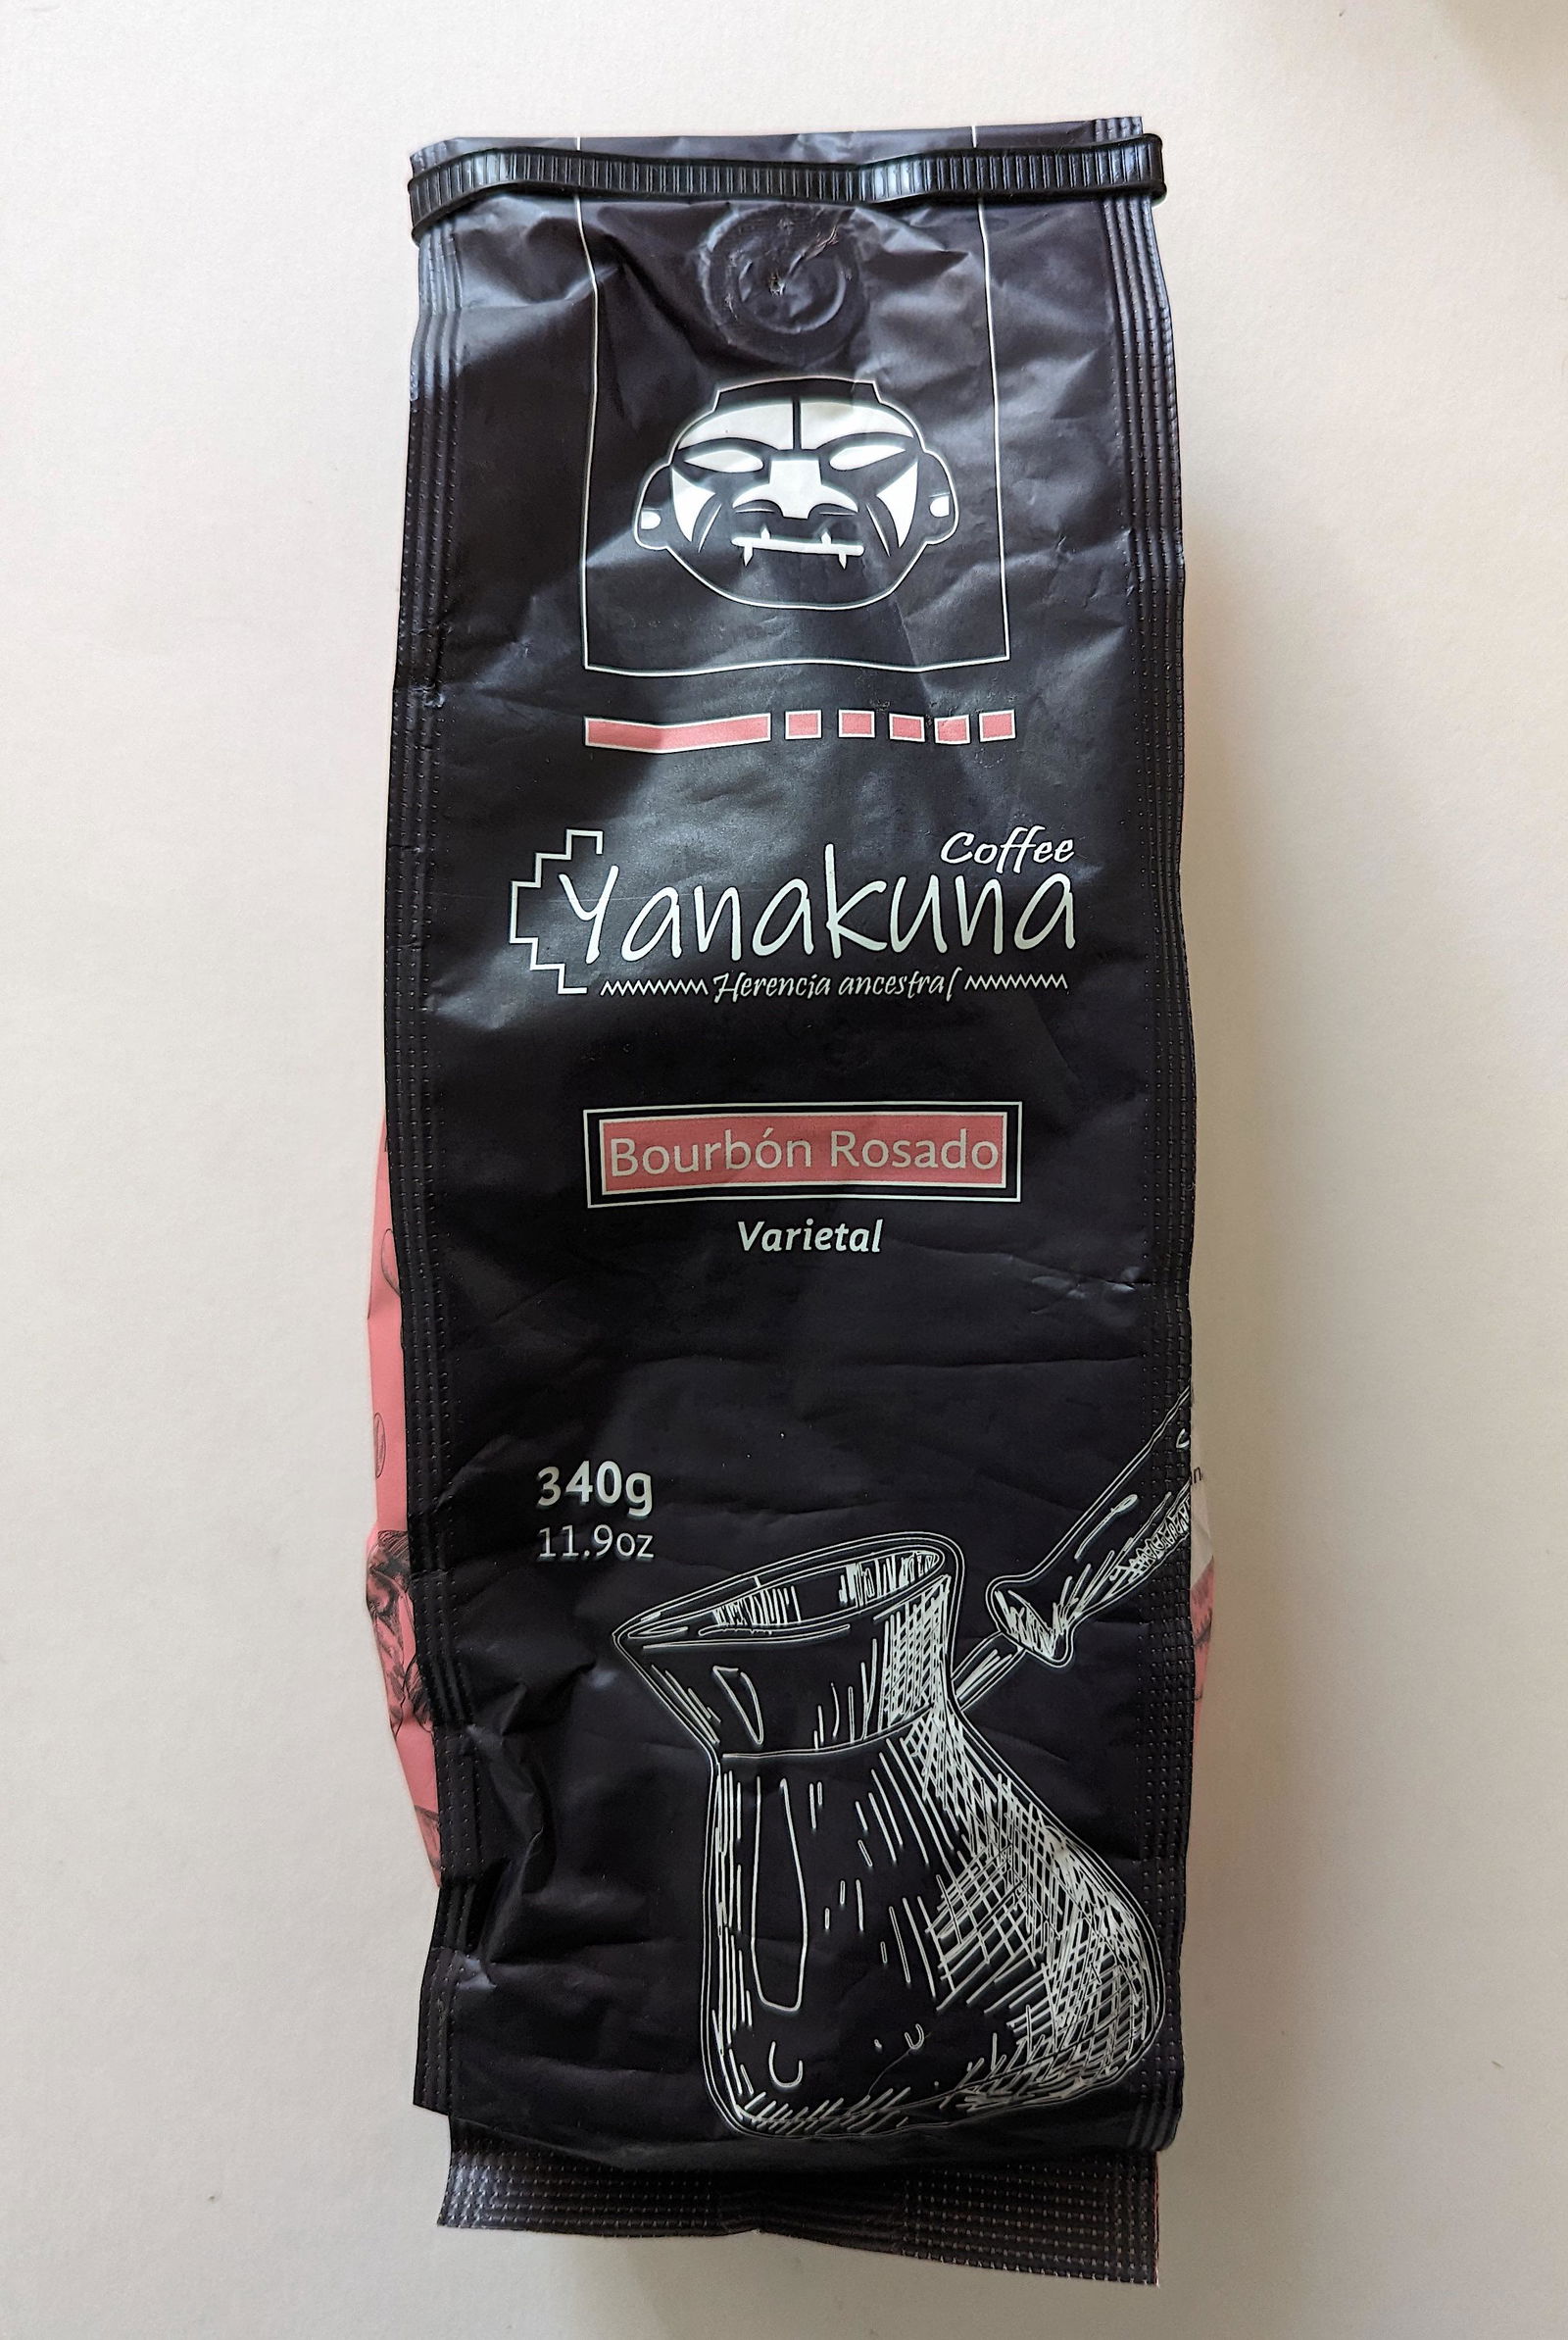 Coffee
Yanakuna
Herencia ancestral
Bourbón Rosado
Varietal
340g
11.9oz